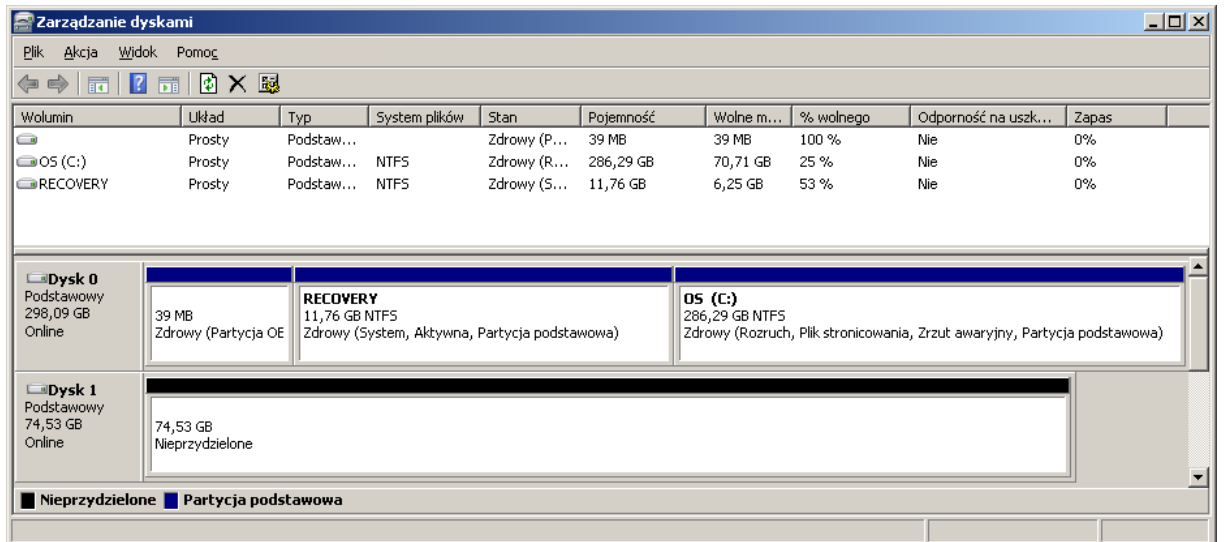 Zarządzanie dyskami
Plik Akcja Widok Pomoc
Wolumin Układ Typ System plików Stan Pojemność Wolne m... % wolnego Odporność na uszk... Zapas
Prosty Podstaw... Zdrowy (P... 39 MB 39 MB 100 % Nie 0%
OS (C:) Prosty Podstaw... NTFS Zdrowy (R... 286,29 GB 70,71 GB 25 % Nie 0%
RECOVERY Prosty Podstaw... NTFS Zdrowy (S... 11,76 GB 6,25 GB 53 % Nie 0%
Dysk 0
Podstawowy
298,09 GB
Online
39 MB
Zdrowy (Partycja OE
RECOVERY
11,76 GB NTFS
Zdrowy (System, Aktywna, Partycja podstawowa)
OS (C:)
286,29 GB NTFS
Zdrowy (Rozruch, Plik stronicowania, Zrzut awaryjny, Partycja podstawowa)
Dysk 1
Podstawowy
74,53 GB
Online
74,53 GB
Nieprzydzielone
Nieprzydzielone Partycja podstawowa